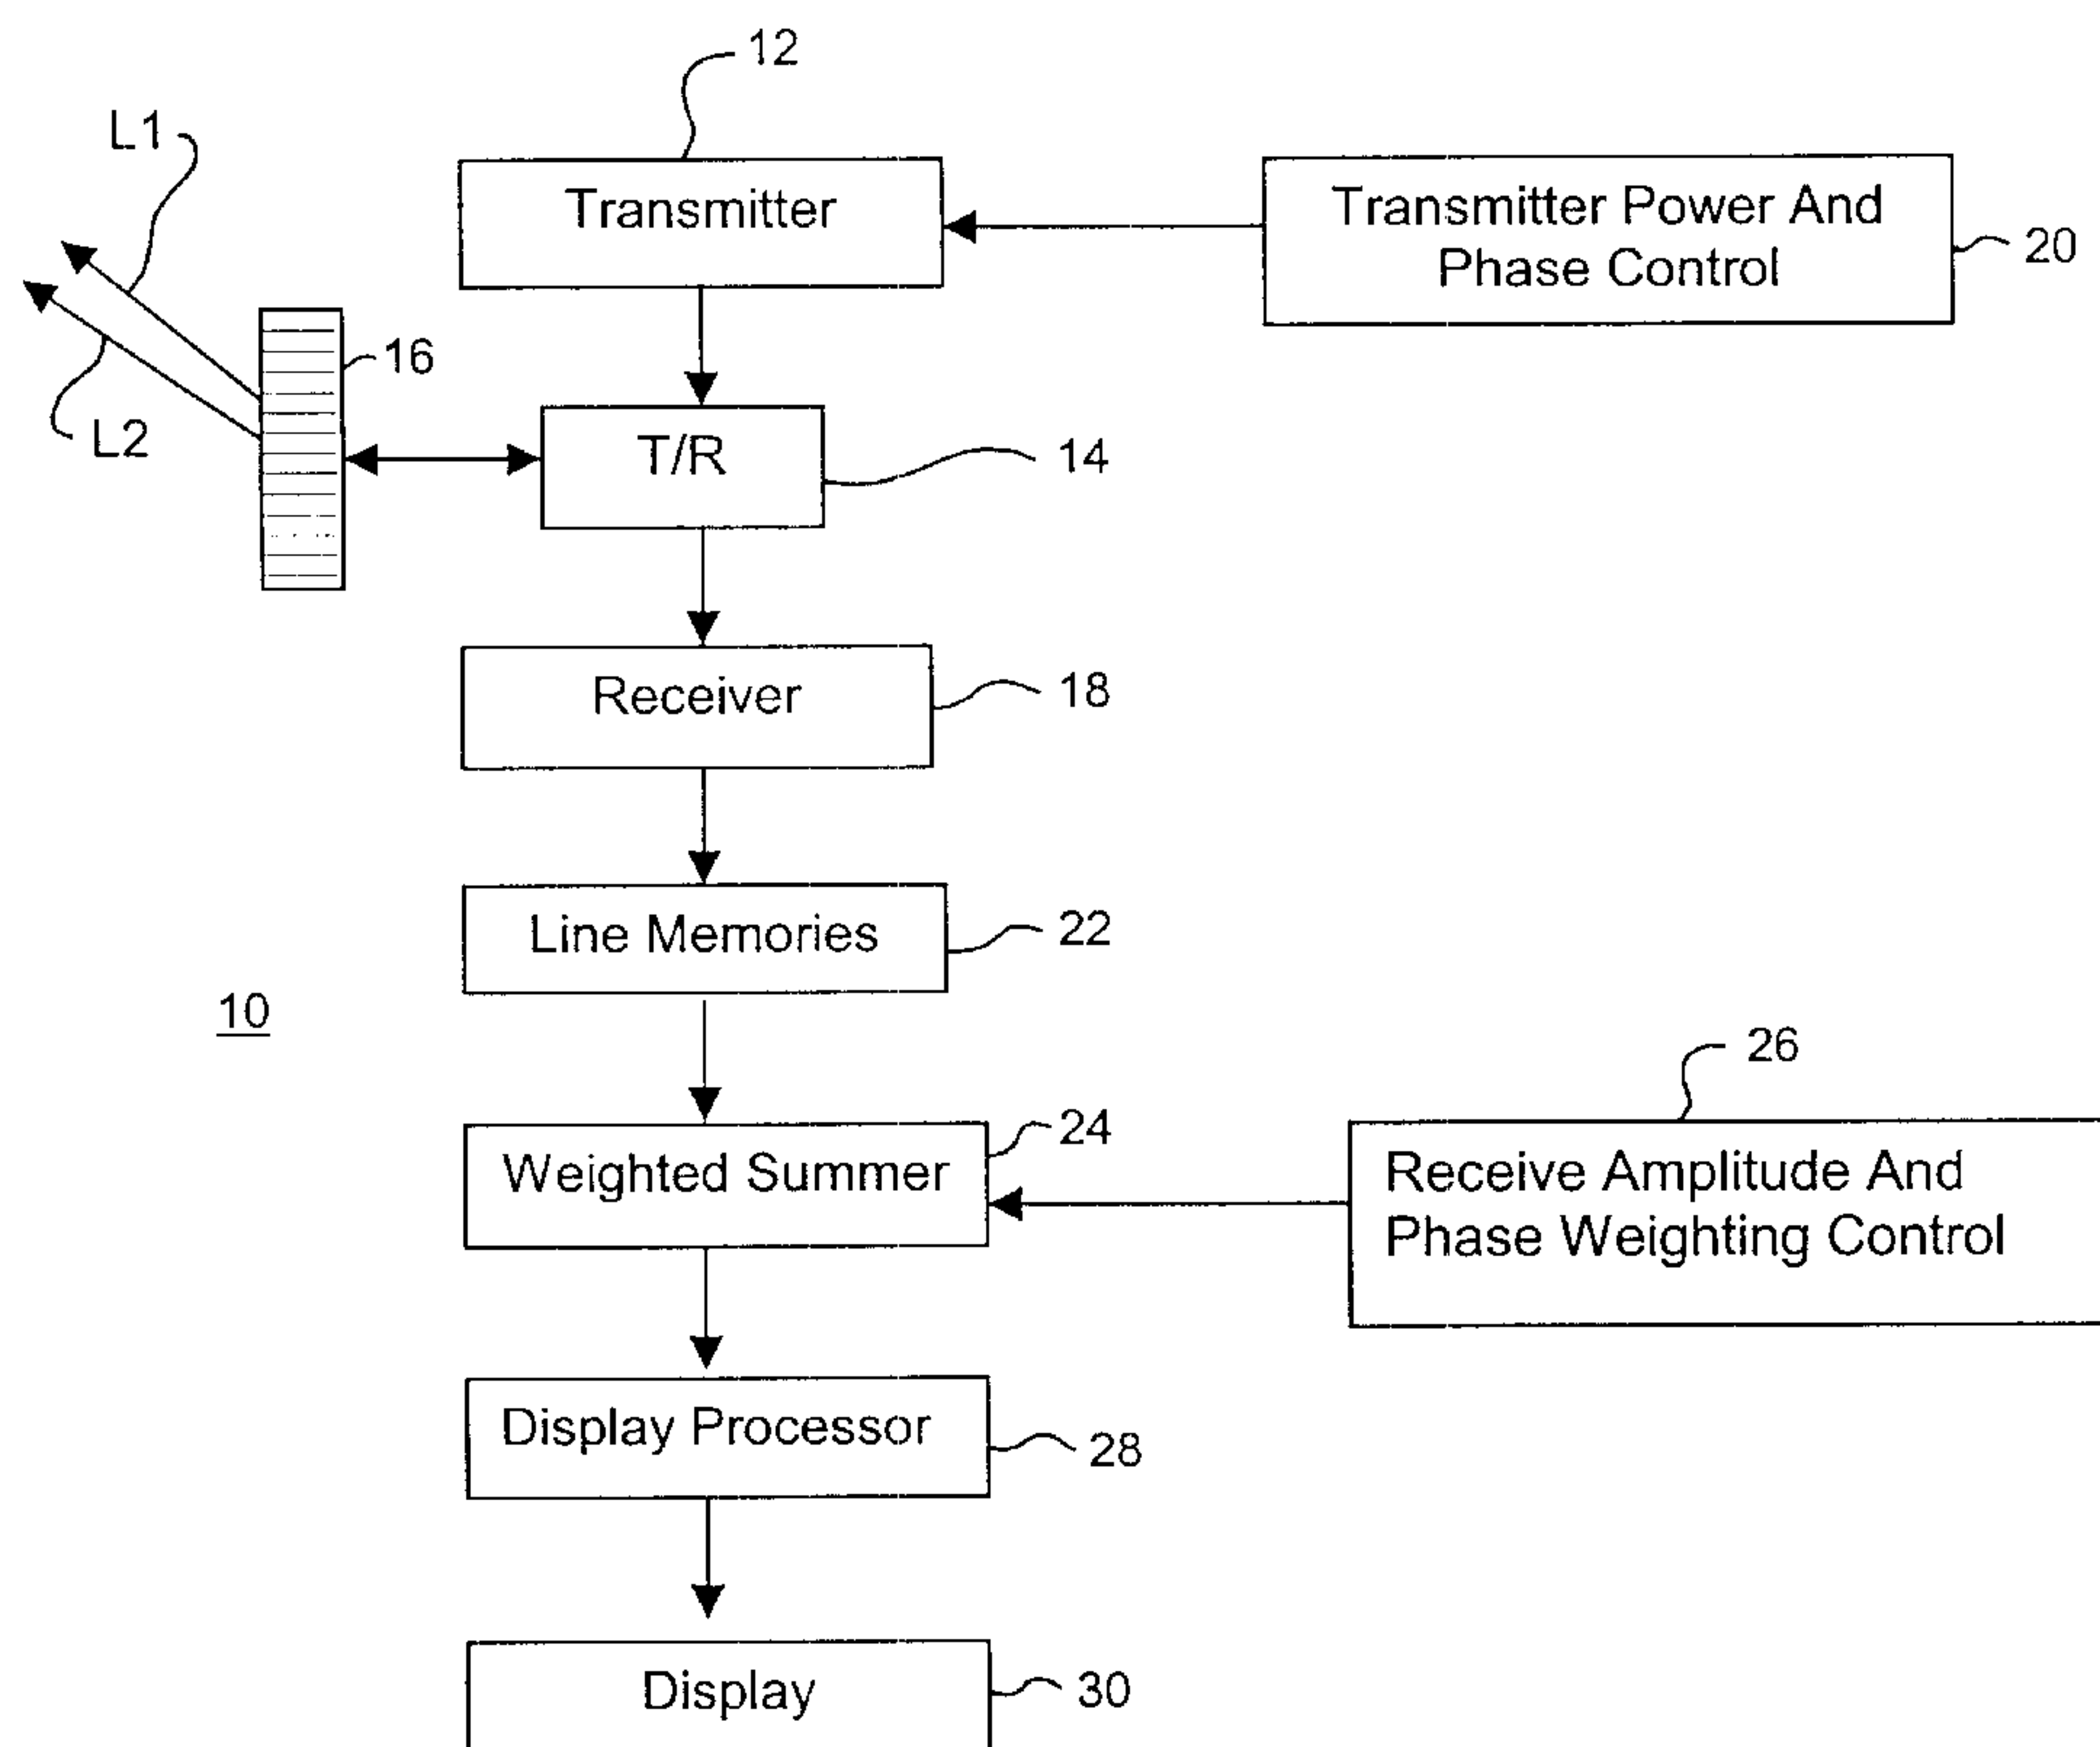 12
L1
Transmitter
Transmitter Power And
Phase Control
20
16
L2
T/R
14
Receiver
18
Line Memories
22
10
26
24
Weighted Summer
Receive Amplitude And
Phase Weighting Control
Display Processor
28
Display
30